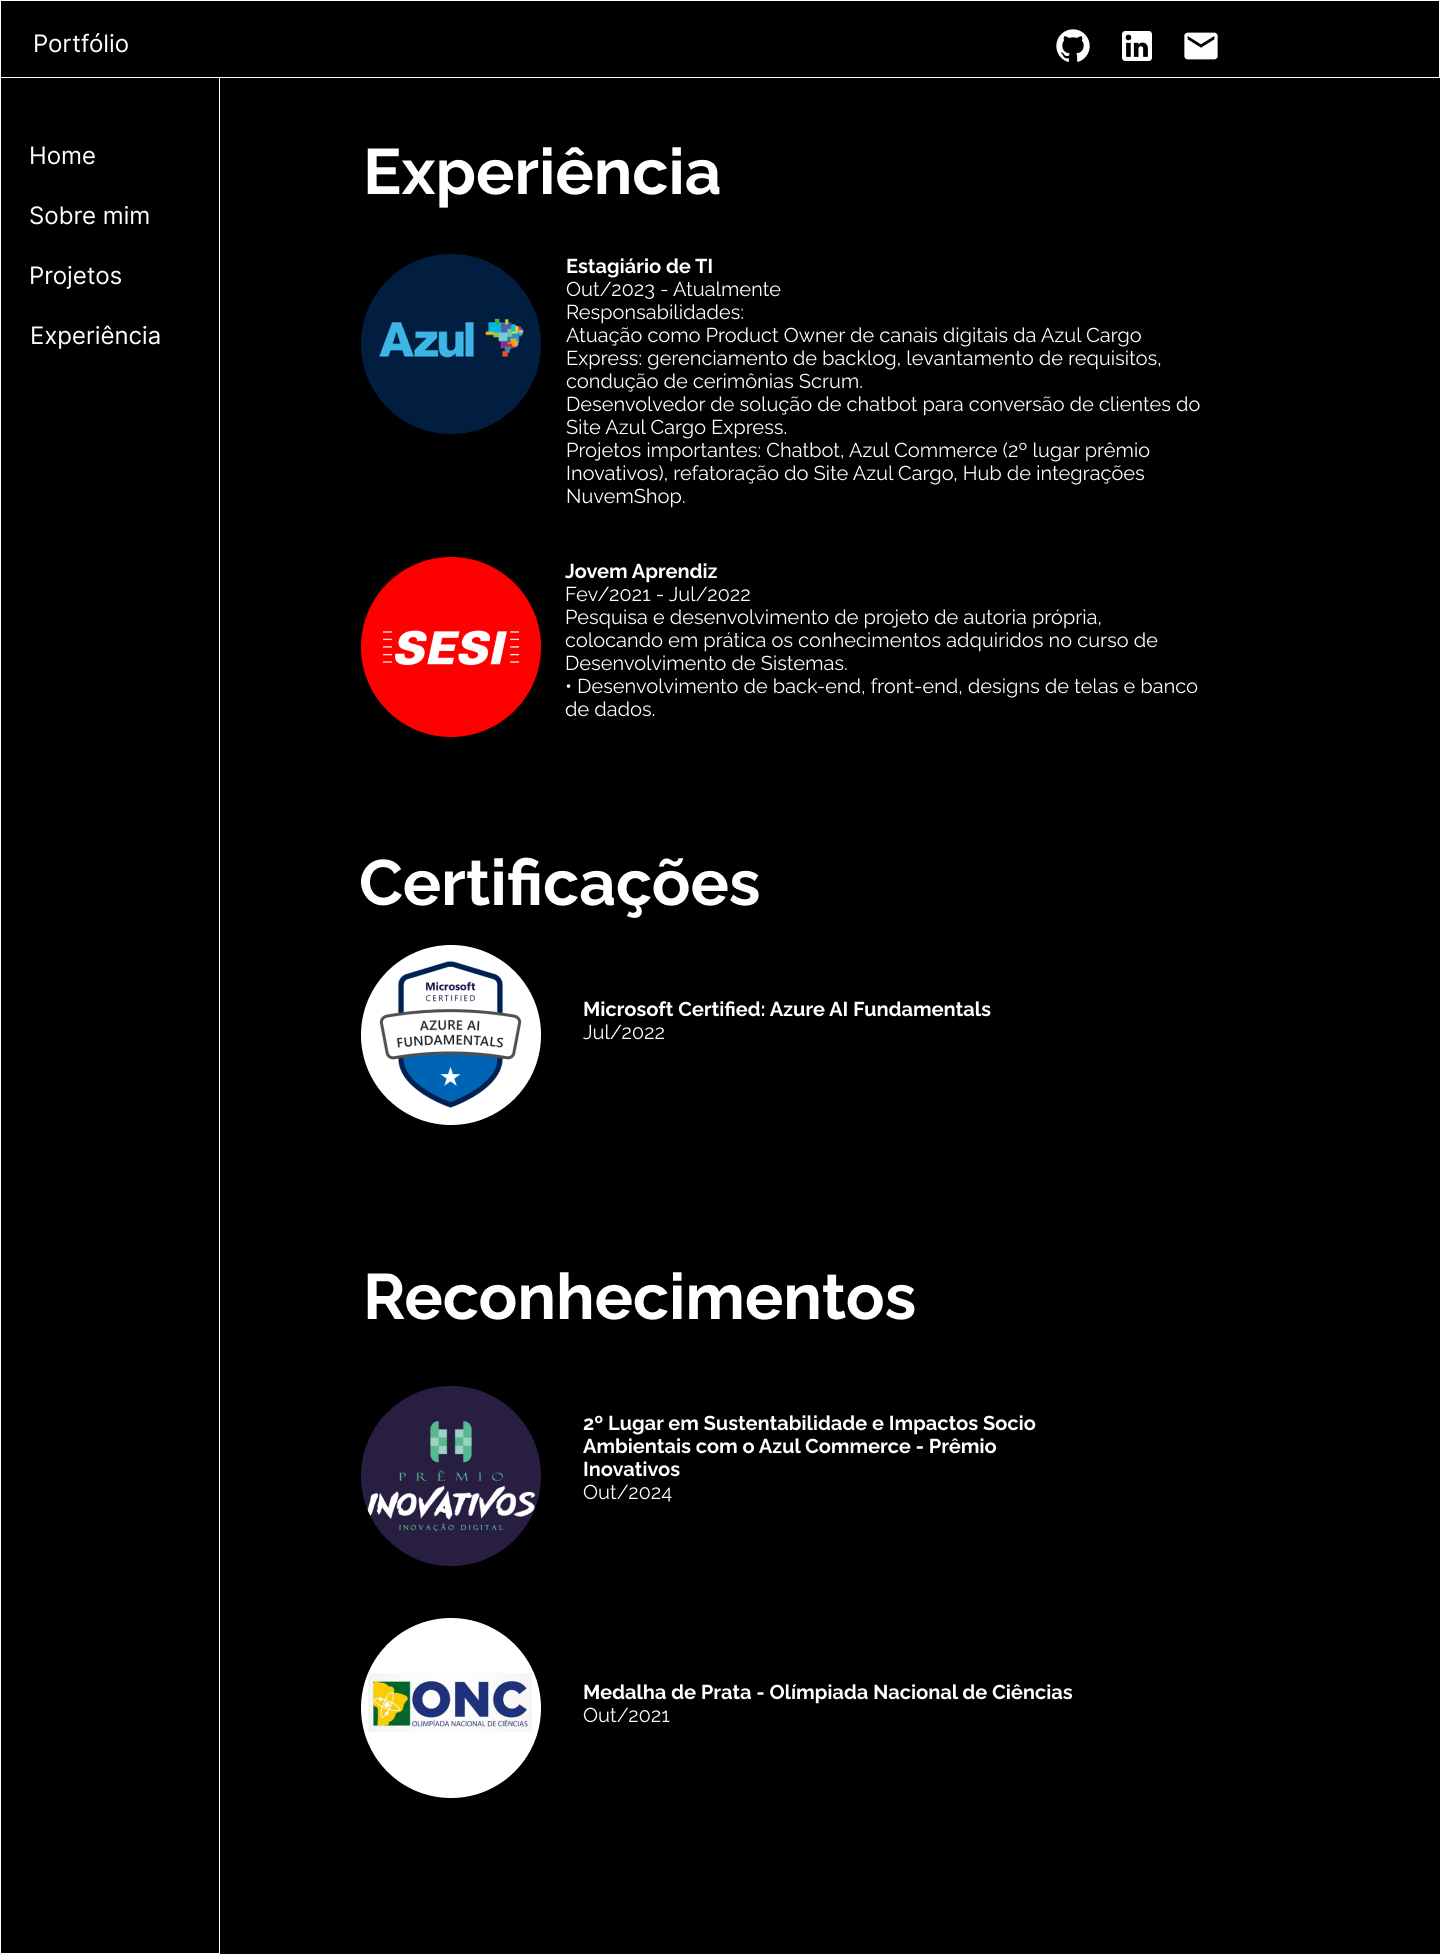 Portfólio
in
Home
Sobre mim
Projetos
Experiência
Experiência
Azul
Estagiário de TI
Out/2023 - Atualmente
Responsabilidades:
Atuação como Product Owner de canais digitais da Azul Cargo
Express: gerenciamento de backlog, levantamento de requisitos,
condução de cerimônias Scrum.
Desenvolvedor de solução de chatbot para conversão de clientes do
Site Azul Cargo Express.
Projetos importantes: Chatbot, Azul Commerce (2º lugar prêmio
Inovativos), refatoração do Site Azul Cargo, Hub de integrações
NuvemShop.
SESI
Jovem Aprendiz
Fev/2021 - Jul/2022
Pesquisa e desenvolvimento de projeto de autoria própria,
colocando em prática os conhecimentos adquiridos no curso de
Desenvolvimento de Sistemas.
• Desenvolvimento de back-end, front-end, designs de telas e banco
de dados.
Certificações
Microsoft
CERTIFIED
AZURE AI
FUNDAMENTALS
Microsoft Certified: Azure AI Fundamentals
Jul/2022
Reconhecimentos
PRÊMIO
INOVATIVOS
INOVAÇÃO DIGITAL
2º Lugar em Sustentabilidade e Impactos Socio
Ambientais com o Azul Commerce - Prêmio
Inovativos
Out/2024
ONC
OLIMPÍADA NACIONAL DE CIÊNCIAS
Medalha de Prata - Olímpiada Nacional de Ciências
Out/2021